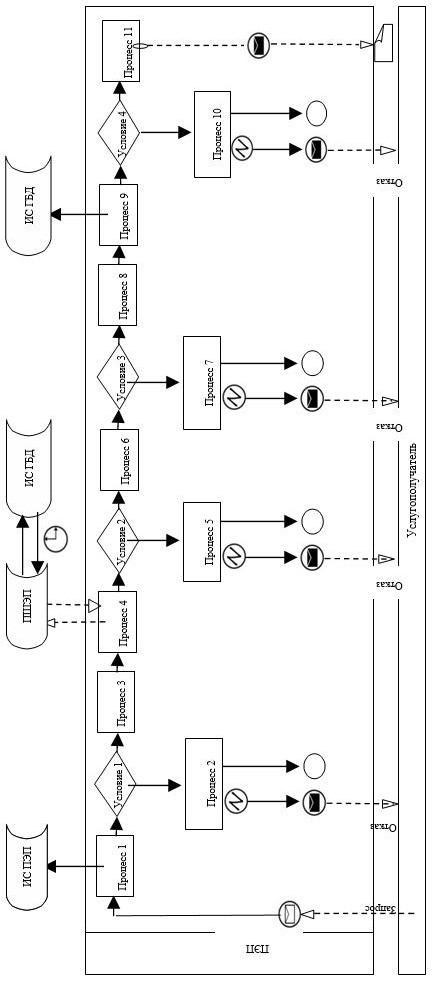 ИС ПЭП
ПШЭП
ИС ГБД
ИС ГБД
ПЭП
Запрос
Процесс 1
Условие 1
Процесс 2
Отказ
Процесс 3
Процесс 4
Условие 2
Процесс 5
Отказ
Процесс 6
Условие 3
Процесс 7
Отказ
Процесс 8
Процесс 9
Условие 4
Процесс 10
Отказ
Процесс 11
Услугополучатель